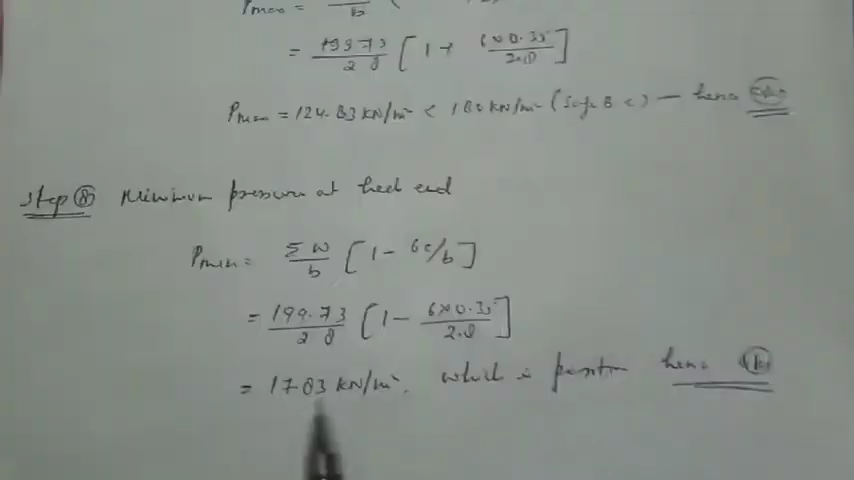 Pmax =
b
= 199.73 / 2.8 [ 1 + 6×0.35 / 2.8 ]
Pmax = 124.83 kN/m² < 180 kN/m² (Safe B C) — hence
Step ⑧ Minimum pressure at heel end
Pmin = ΣW / b [ 1 - 6e/b ]
= 199.73 / 2.8 [ 1 - 6×0.35 / 2.8 ]
= 17.83 kN/m². which is positive hence ok